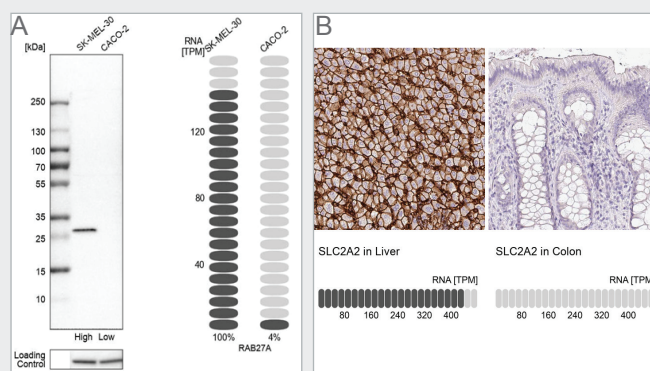 A
SK-MEL-30
CACO-2
[kDa]
250
130
100
70
55
35
25
15
10
High Low
Loading
Control
RNA
[TPM]
SK-MEL-30
CACO-2
120
80
40
100%
4%
RAB27A
B
SLC2A2 in Liver
RNA [TPM]
80 160 240 320 400
SLC2A2 in Colon
RNA [TPM]
80 160 240 320 400